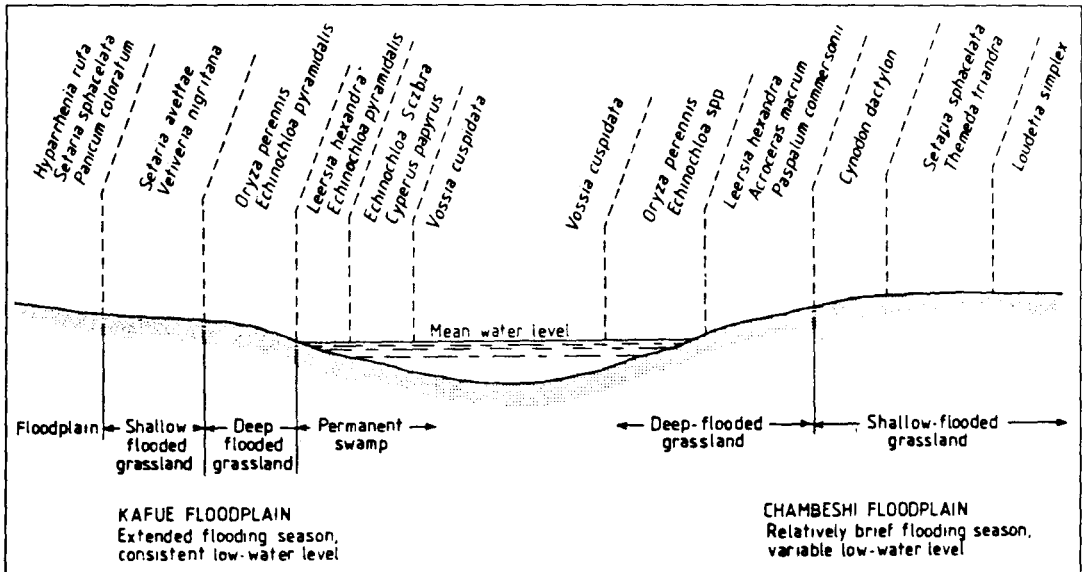 Hyparrhenia rufa
Setaria sphacelata
Panicum coloratum
Setaria avettae
Vetiveria nigritana
Oryza perennis
Echinochloa pyramidalis
Leersia hexandra
Echinochloa pyramidalis
Echinochloa Sczbra
Cyperus papyrus
Vossia cuspidata
Vossia cuspidata
Oryza perennis
Echinochloa spp
Leersia hexandra
Acroceras macrum
Paspalum commersonii
Cynodon dactylon
Setapia sphacelata
Themeda triandra
Loudetia simplex
Mean water level
Floodplain
Shallow
flooded
grassland
Deep
flooded
grassland
Permanent
swamp
Deep-flooded
grassland
Shallow-flooded
grassland
KAFUE FLOODPLAIN
Extended flooding season,
consistent low-water level
CHAMBESHI FLOODPLAIN
Relatively brief flooding season,
variable low-water level